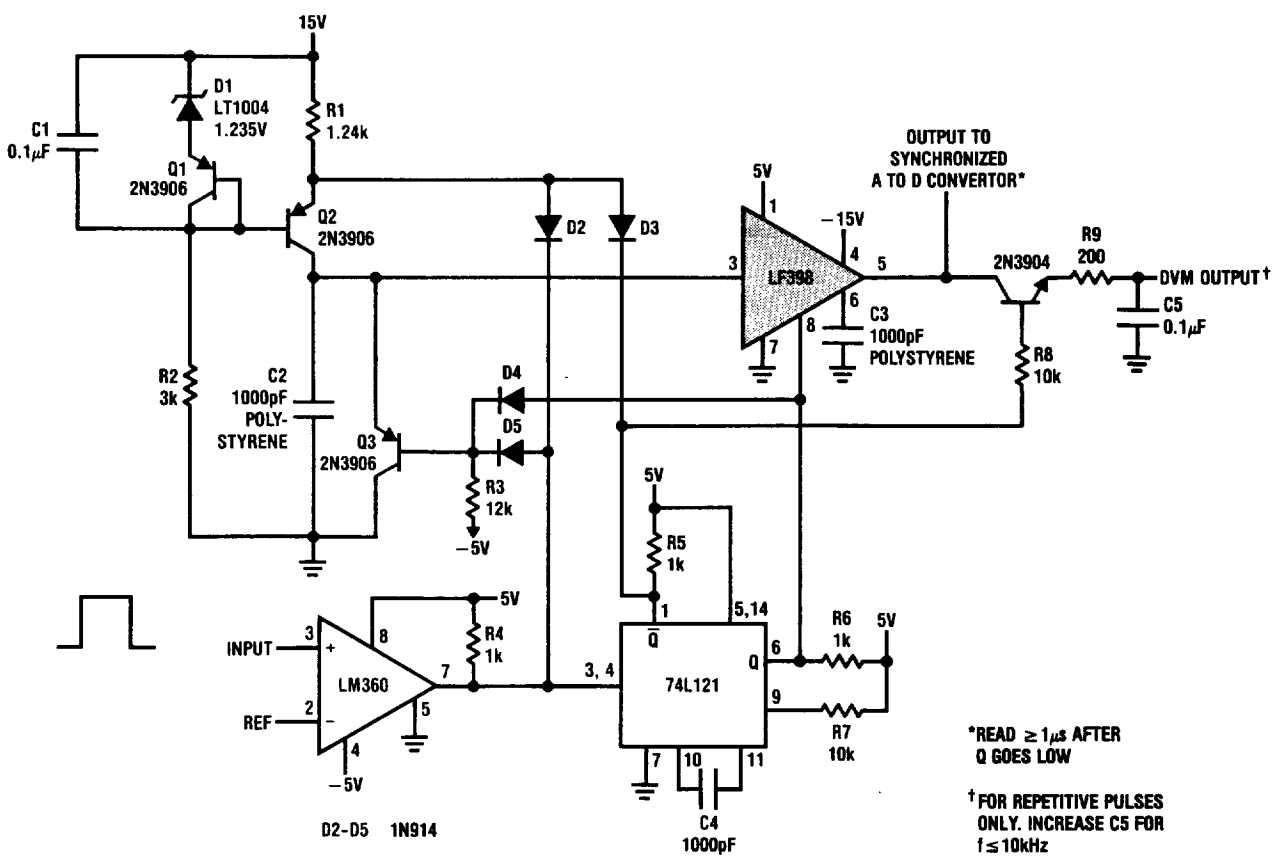 15V
D1
LT1004
1.235V
R1
1.24k
C1
0.1μF
Q1
2N3906
Q2
2N3906
D2
D3
5V
1
-15V
4
3
LF398
5
6
8
7
C3
1000pF
POLYSTYRENE
OUTPUT TO
SYNCHRONIZED
A TO D CONVERTOR*
2N3904
R9
200
DVM OUTPUT†
C5
0.1μF
R8
10k
R2
3k
C2
1000pF
POLY-
STYRENE
D4
D5
Q3
2N3906
R3
12k
-5V
5V
R5
1k
1
Q̅
5,14
INPUT
3
+
8
5V
R4
1k
LM360
7
REF
2
-
5
4
-5V
3, 4
74L121
Q
6
R6
1k
5V
9
R7
10k
7
10
11
C4
1000pF
D2-D5 1N914
*READ ≥ 1μs AFTER
Q GOES LOW
†FOR REPETITIVE PULSES
ONLY. INCREASE C5 FOR
f ≤ 10kHz